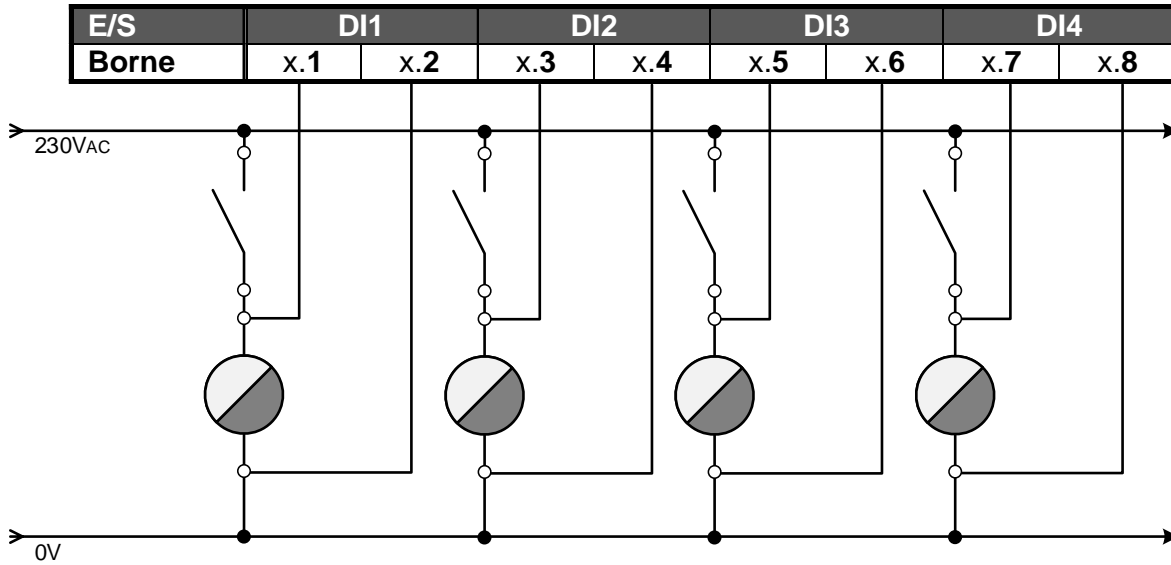 E/S DI1 DI2 DI3 DI4
Borne x.1 x.2 x.3 x.4 x.5 x.6 x.7 x.8
230VAC
0V